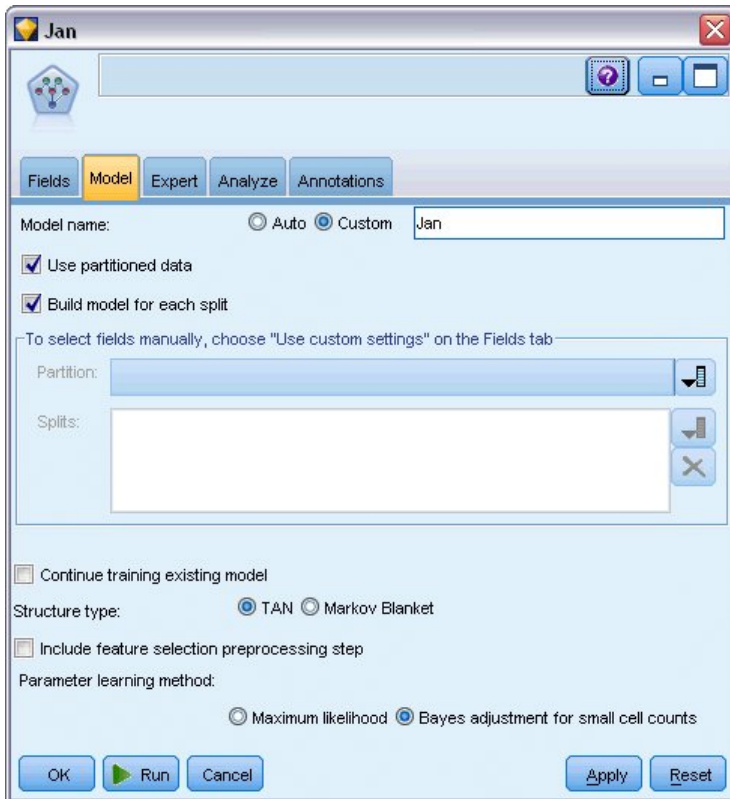 Jan
Fields Model Expert Analyze Annotations
Model name: Auto Custom Jan
Use partitioned data
Build model for each split
To select fields manually, choose "Use custom settings" on the Fields tab
Partition:
Splits:
Continue training existing model
Structure type: TAN Markov Blanket
Include feature selection preprocessing step
Parameter learning method:
Maximum likelihood Bayes adjustment for small cell counts
OK Run Cancel Apply Reset